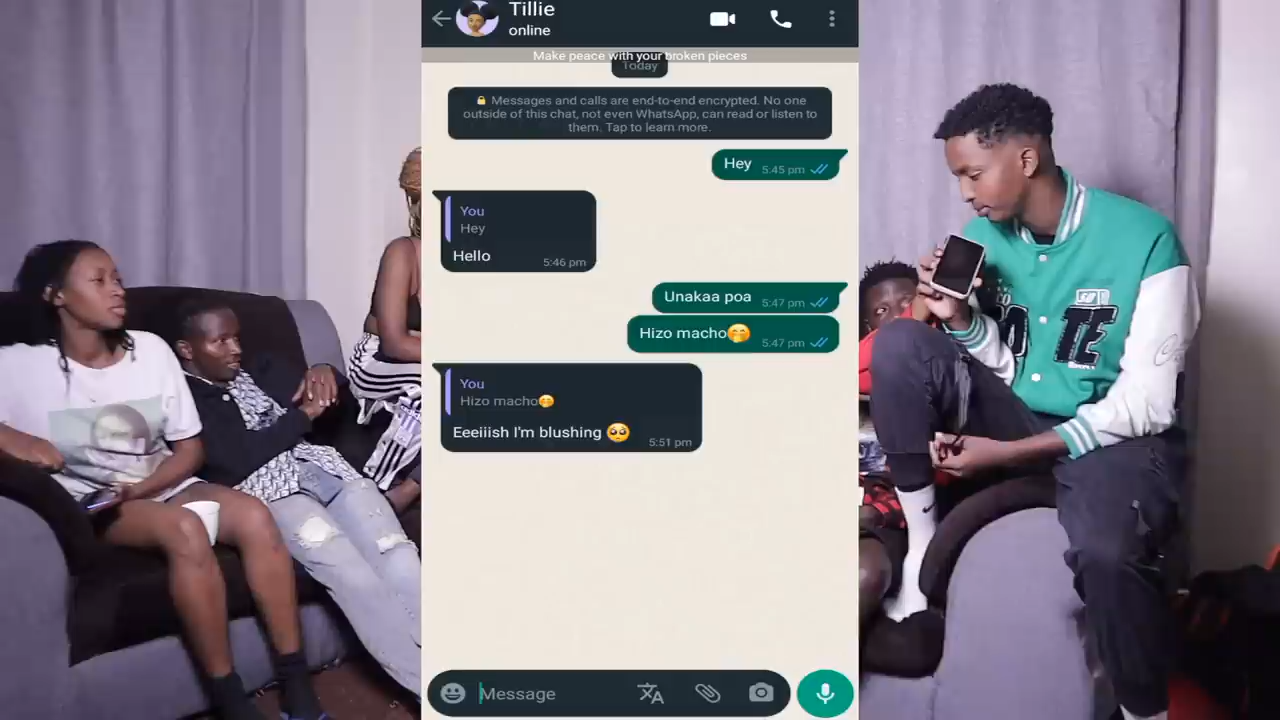 Tillie
online
Make peace with your broken pieces
Today
Messages and calls are end-to-end encrypted. No one
outside of this chat, not even WhatsApp, can read or listen to
them. Tap to learn more.
Hey
5:45 pm
You
Hey
Hello
5:46 pm
Unakaa poa
5:47 pm
Hizo macho🤭
5:47 pm
You
Hizo macho🤭
Eeeiiish I'm blushing 🥺
5:51 pm
Message
TE